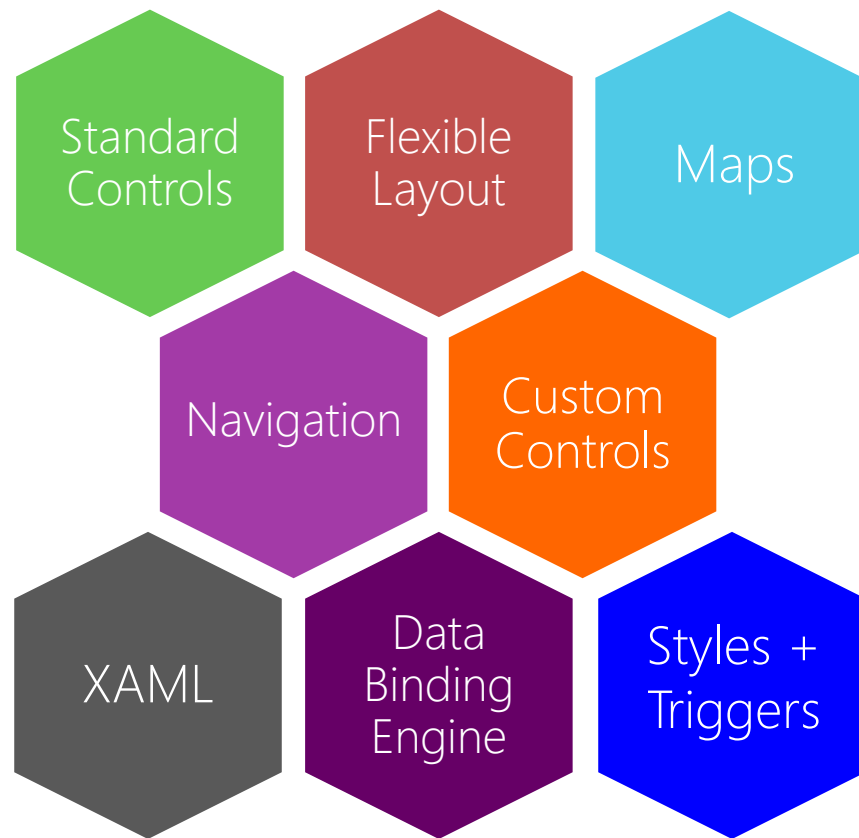 Standard
Controls
Flexible
Layout
Maps
Navigation
Custom
Controls
XAML
Data
Binding
Engine
Styles +
Triggers